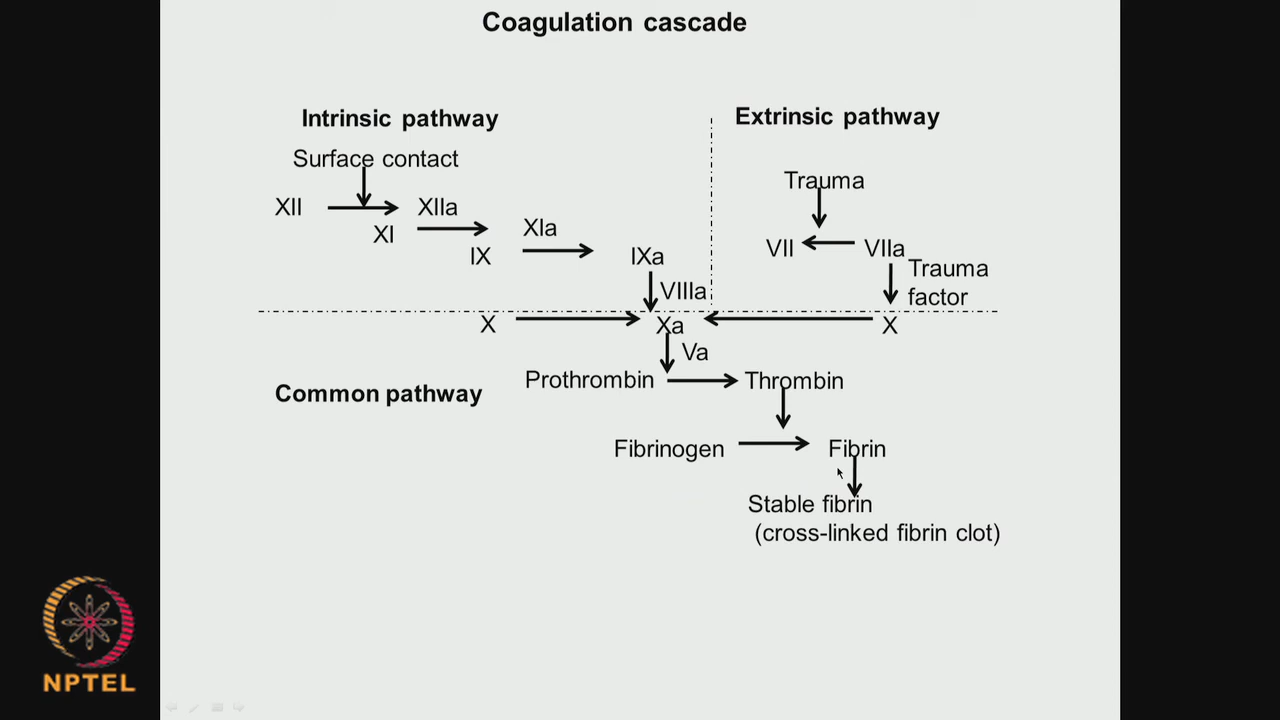 Coagulation cascade
Intrinsic pathway
Extrinsic pathway
Surface contact
Trauma
XII
XIIa
XI
XIa
VII
VIIa
IX
IXa
Trauma
factor
VIIIa
X
Xa
X
Va
Prothrombin
Thrombin
Common pathway
Fibrinogen
Fibrin
Stable fibrin
(cross-linked fibrin clot)
NPTEL